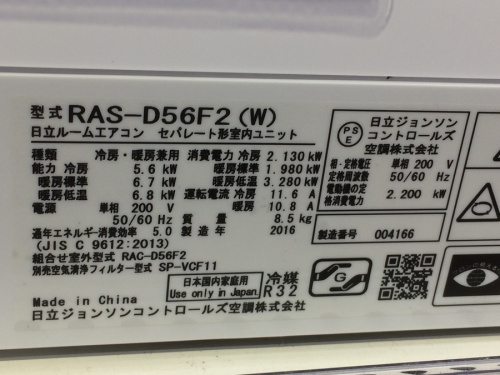 型式 RAS-D56F2 (W)
日立ルームエアコン セパレート形室内ユニット
種類 冷房・暖房兼用 消費電力 冷房 2.130 kW
能力 冷房 5.6 kW 暖房標準 1.980 kW
暖房標準 6.7 kW 暖房低温 3.280 kW
暖房低温 6.8 kW 運転電流 冷房 11.6 A
電源 単相 200 V 暖房 10.8 A
50/60 Hz 質量 8.5 kg
通年エネルギー消費効率 5.0 製造年 2016
(JIS C 9612:2013)
組合せ室外型式 RAC-D56F2
別売空気清浄フィルター型式 SP-VCF11
日本国内家庭用
Use only in Japan.
冷媒
R32
Made in China
日立ジョンソンコントロールズ空調株式会社
PS
E
日立ジョンソン
コントロールズ
空調株式会社
相・定格電圧 単相 200 V
定格周波数 50/60 Hz
電動機の定格消費電力 2.200 kW
製造番号 004166
G